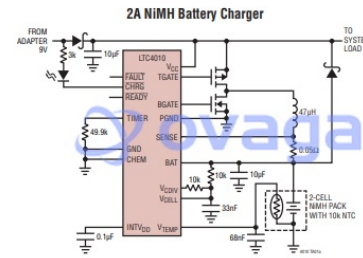 2A NiMH Battery Charger
FROM
ADAPTER
9V
TO
SYSTEM
LOAD
3k
10µF
LTC4010
VCC
FAULT
CHRG
READY
TGATE
BGATE
TIMER
PGND
47µH
49.9k
SENSE
0.05Ω
GND
CHEM
BAT
10k
10µF
10k
VCDIV
VCELL
33nF
2-CELL
NiMH PACK
WITH 10k NTC
INTVDD
VTEMP
0.1µF
68nF
ovaga